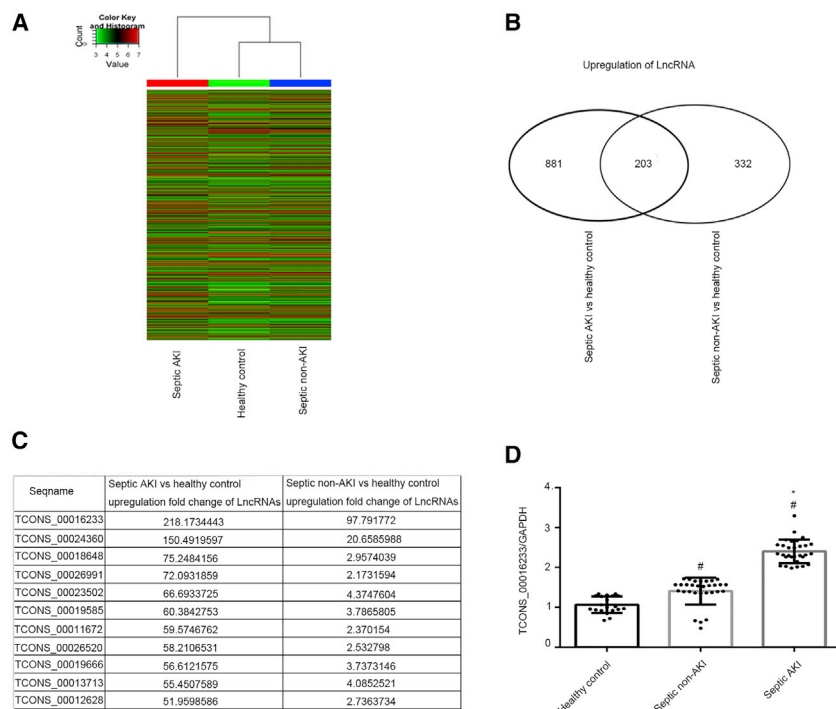 A
Color Key
and Histogram
Count
0
3 4 5 6 7
Value
Septic AKI
Healthy control
Septic non-AKI
B
Upregulation of LncRNA
881
203
332
Septic AKI vs healthy control
Septic non-AKI vs healthy control
C
Seqname
Septic AKI vs healthy control
upregulation fold change of LncRNAs
Septic non-AKI vs healthy control
upregulation fold change of LncRNAs
TCONS_00016233 218.1734443 97.791772
TCONS_00024360 150.4919597 20.6585988
TCONS_00018648 75.2484156 2.9574039
TCONS_00026991 72.0931859 2.1731594
TCONS_00023502 66.6933725 4.3747604
TCONS_00019585 60.3842753 3.7865805
TCONS_00011672 59.5746762 2.370154
TCONS_00026520 58.2106531 2.532798
TCONS_00019666 56.6121575 3.7373146
TCONS_00013713 55.4507589 4.0852521
TCONS_00012628 51.9598586 2.7363734
D
TCONS_00016233/GAPDH
4
3
2
1
0
#
*
#
Healthy control
Septic non-AKI
Septic AKI